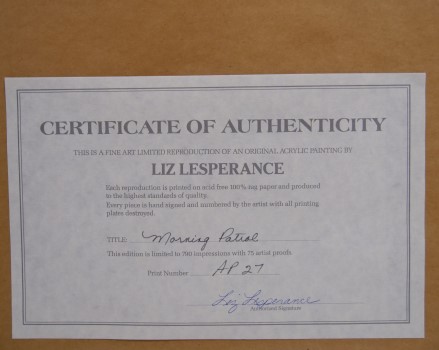 CERTIFICATE OF AUTHENTICITY
THIS IS A FINE ART LIMITED REPRODUCTION OF AN ORIGINAL ACRYLIC PAINTING BY
LIZ LESPERANCE
Each reproduction is printed on acid free 100% rag paper and produced
to the highest standards of quality.
Every piece is hand signed and numbered by the artist with all printing
plates destroyed.
TITLE: Morning Patrol
This edition is limited to 790 impressions with 75 artist proofs
Print Number AP 27
Liz Lesperance
Authorized Signature